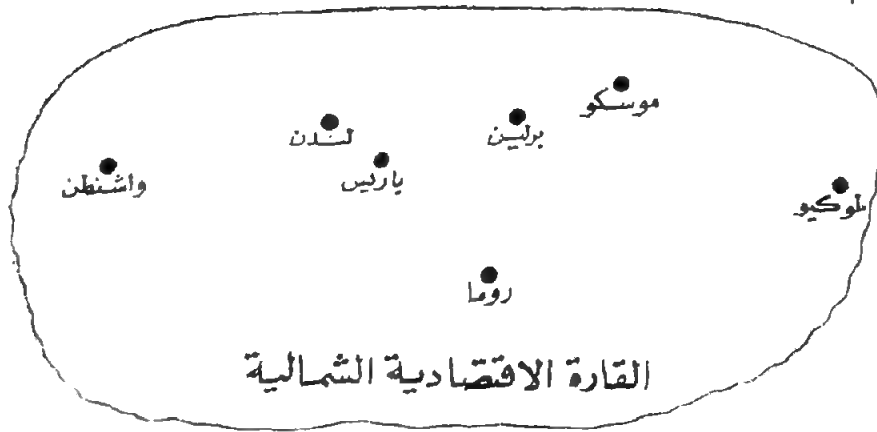 موسكو
برلين
لندن
باريس
واشنطن
طوكيو
روما
القارة الاقتصادية الشمالية